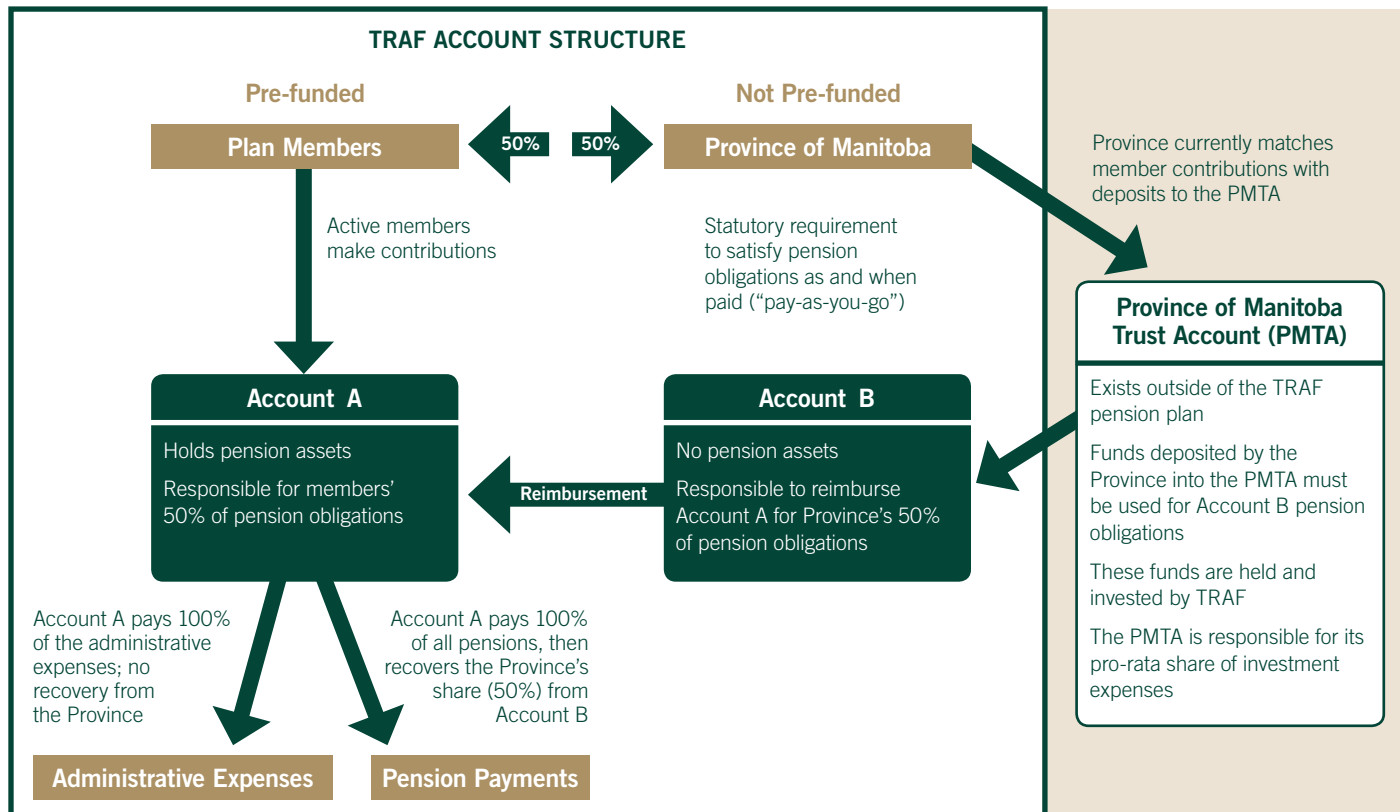 TRAF ACCOUNT STRUCTURE
Pre-funded
Not Pre-funded
Plan Members
50%
50%
Province of Manitoba
Province currently matches
member contributions with
deposits to the PMTA
Active members
make contributions
Statutory requirement
to satisfy pension
obligations as and when
paid (“pay-as-you-go”)
Province of Manitoba
Trust Account (PMTA)
Exists outside of the TRAF
pension plan
Funds deposited by the
Province into the PMTA must
be used for Account B pension
obligations
These funds are held and
invested by TRAF
The PMTA is responsible for its
pro-rata share of investment
expenses
Account A
Holds pension assets
Responsible for members’
50% of pension obligations
Reimbursement
Account B
No pension assets
Responsible to reimburse
Account A for Province’s 50%
of pension obligations
Account A pays 100%
of the administrative
expenses; no
recovery from
the Province
Account A pays 100%
of all pensions, then
recovers the Province’s
share (50%) from
Account B
Administrative Expenses
Pension Payments